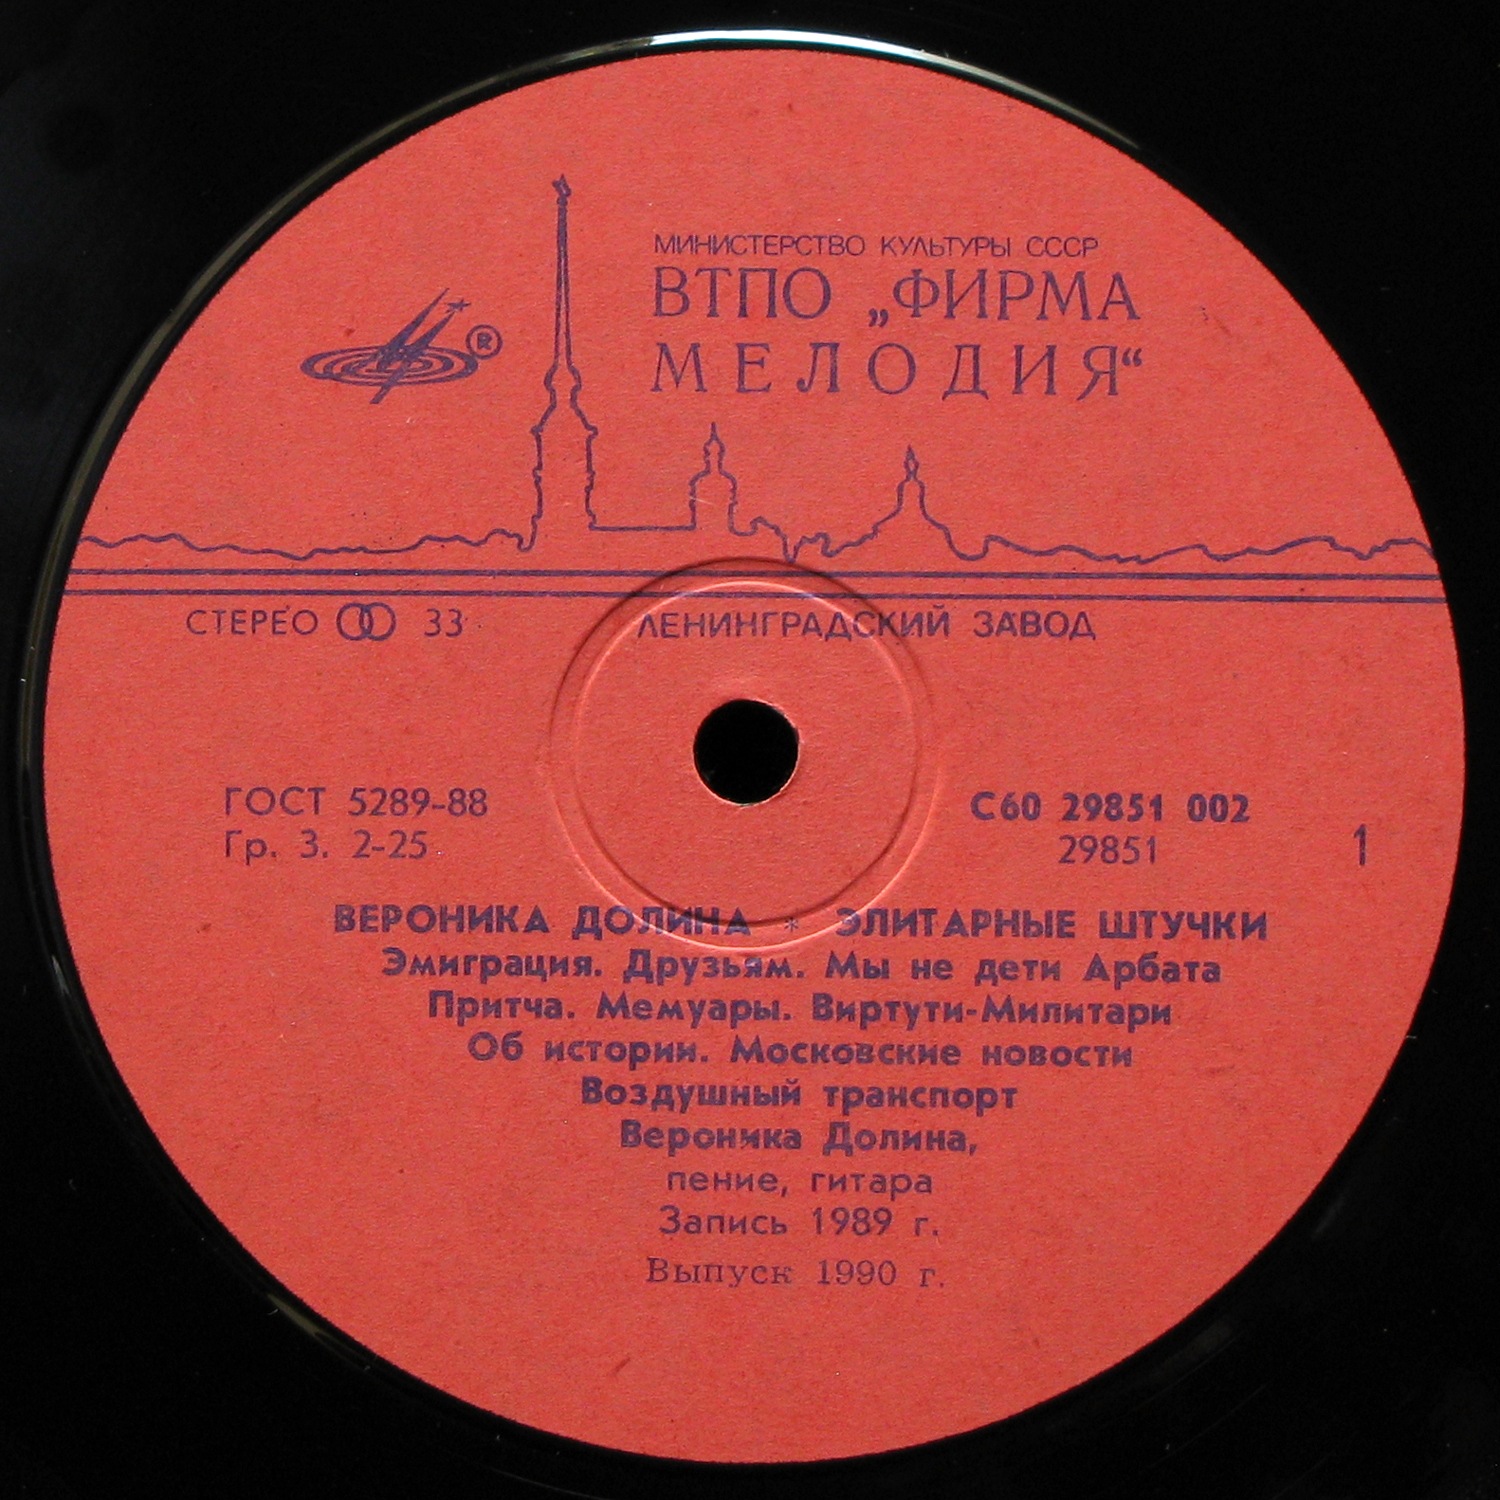 МИНИСТЕРСТВО КУЛЬТУРЫ СССР
ВТПО „ФИРМА
МЕЛОДИЯ“
®
СТЕРЕО 33
ЛЕНИНГРАДСКИЙ ЗАВОД
ГОСТ 5289-88
Гр. 3. 2-25
С60 29851 002
29851
1
ВЕРОНИКА ДОЛИНА * ЭЛИТАРНЫЕ ШТУЧКИ
Эмиграция. Друзьям. Мы не дети Арбата
Притча. Мемуары. Виртути-Милитари
Об истории. Московские новости
Воздушный транспорт
Вероника Долина,
пение, гитара
Запись 1989 г.
Выпуск 1990 г.